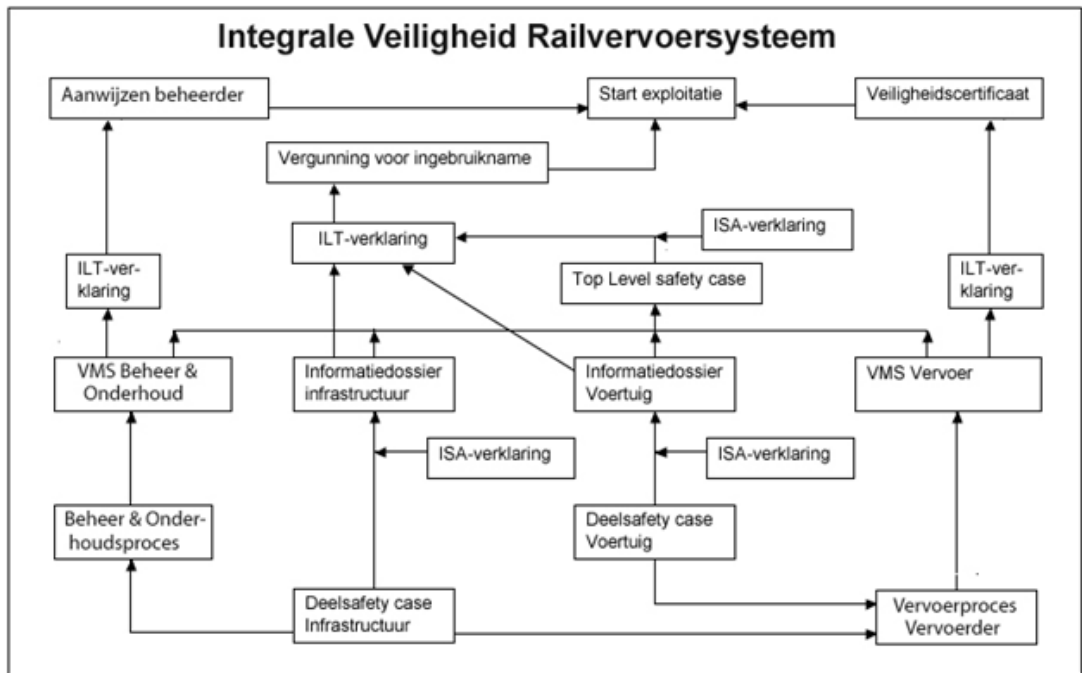 Integrale Veiligheid Railvervoersysteem
Aanwijzen beheerder
Start exploitatie
Veiligheidscertificaat
Vergunning voor ingebruikname
ILT-verklaring
ISA-verklaring
ILT-ver-
klaring
Top Level safety case
ILT-ver-
klaring
VMS Beheer &
Onderhoud
Informatiedossier
infrastructuur
Informatiedossier
Voertuig
VMS Vervoer
ISA-verklaring
ISA-verklaring
Beheer & Onder-
houdsproces
Deelsafety case
Voertuig
Deelsafety case
Infrastructuur
Vervoerproces
Vervoerder